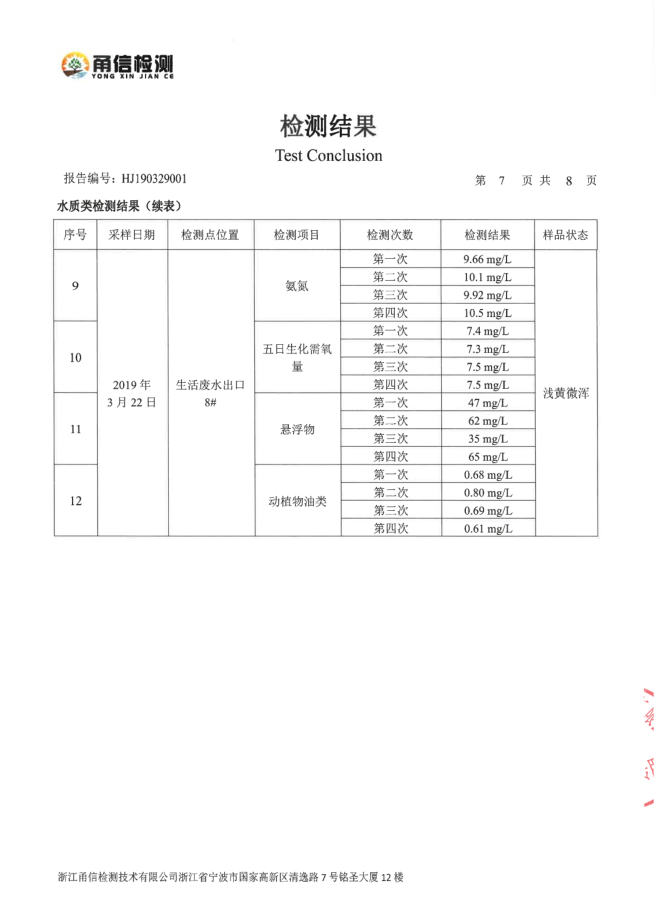 甬信检测
YONG XIN JIAN CE
检测结果
Test Conclusion
报告编号：HJ190329001
第 7 页 共 8 页
水质类检测结果（续表）
序号 采样日期 检测点位置 检测项目 检测次数 检测结果 样品状态
9 2019 年 3 月 22 日 生活废水出口 8# 氨氮 第一次 9.66 mg/L 浅黄微浑
第二次 10.1 mg/L
第三次 9.92 mg/L
第四次 10.5 mg/L
10 五日生化需氧量 第一次 7.4 mg/L
第二次 7.3 mg/L
第三次 7.5 mg/L
第四次 7.5 mg/L
11 悬浮物 第一次 47 mg/L
第二次 62 mg/L
第三次 35 mg/L
第四次 65 mg/L
12 动植物油类 第一次 0.68 mg/L
第二次 0.80 mg/L
第三次 0.69 mg/L
第四次 0.61 mg/L
浙江甬信检测技术有限公司浙江省宁波市国家高新区清逸路 7 号铭圣大厦 12 楼